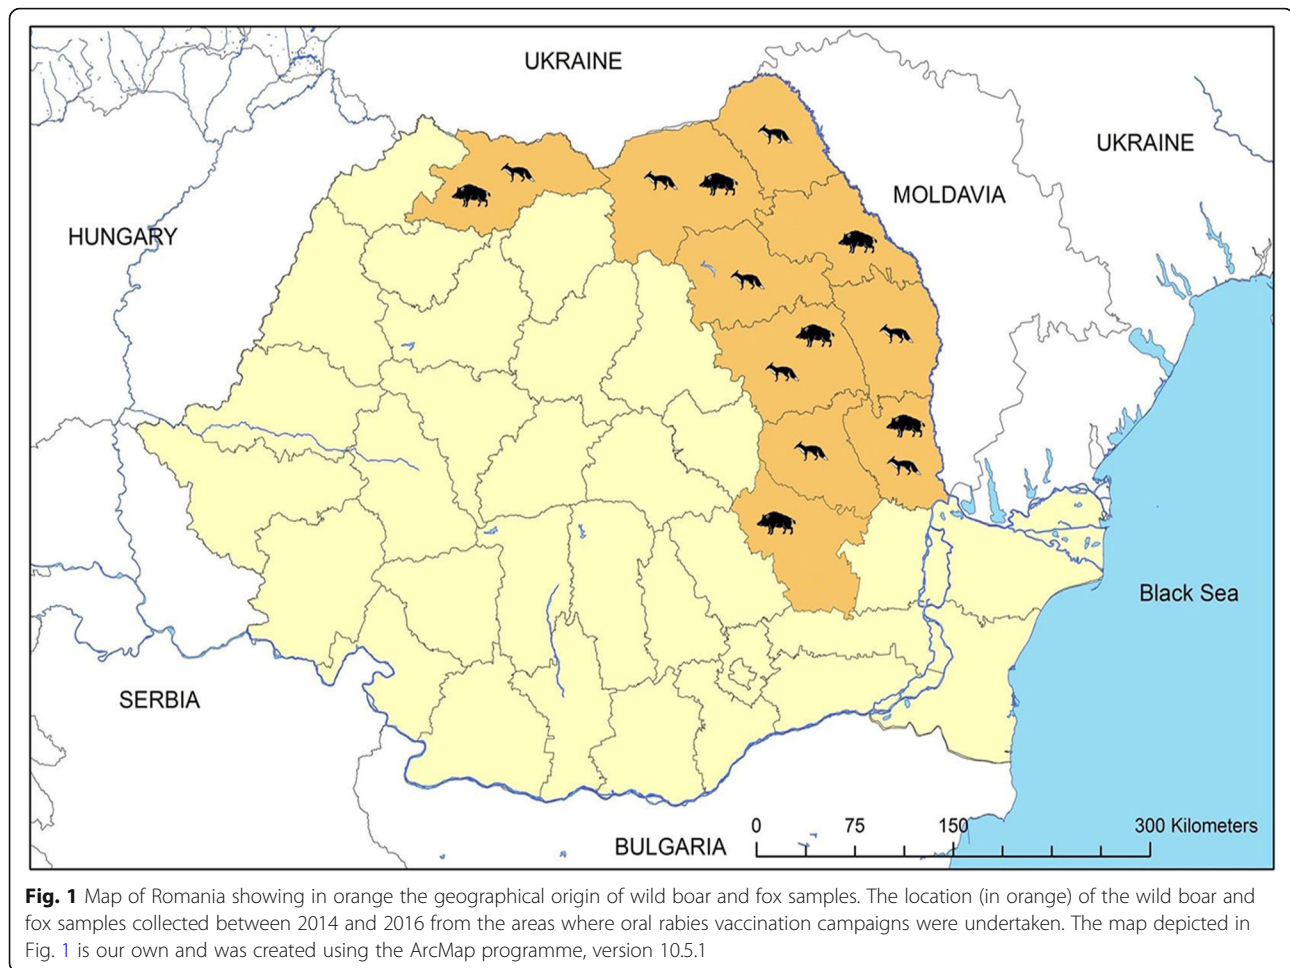 UKRAINE
UKRAINE
MOLDAVIA
HUNGARY
Black Sea
SERBIA
0 75 150 300 Kilometers
BULGARIA
Fig. 1 Map of Romania showing in orange the geographical origin of wild boar and fox samples. The location (in orange) of the wild boar and
fox samples collected between 2014 and 2016 from the areas where oral rabies vaccination campaigns were undertaken. The map depicted in
Fig. 1 is our own and was created using the ArcMap programme, version 10.5.1